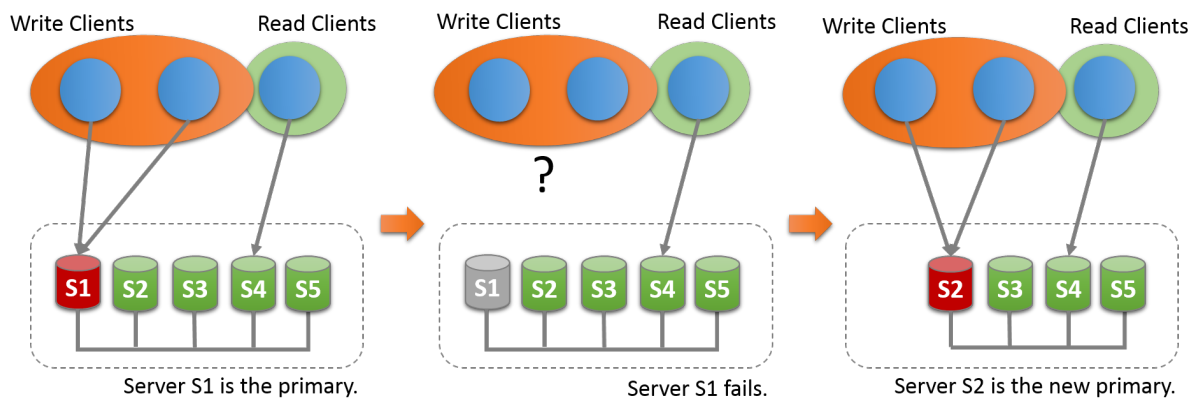 Write Clients
Read Clients
S1
S2
S3
S4
S5
Server S1 is the primary.
Write Clients
Read Clients
?
S1
S2
S3
S4
S5
Server S1 fails.
Write Clients
Read Clients
S2
S3
S4
S5
Server S2 is the new primary.